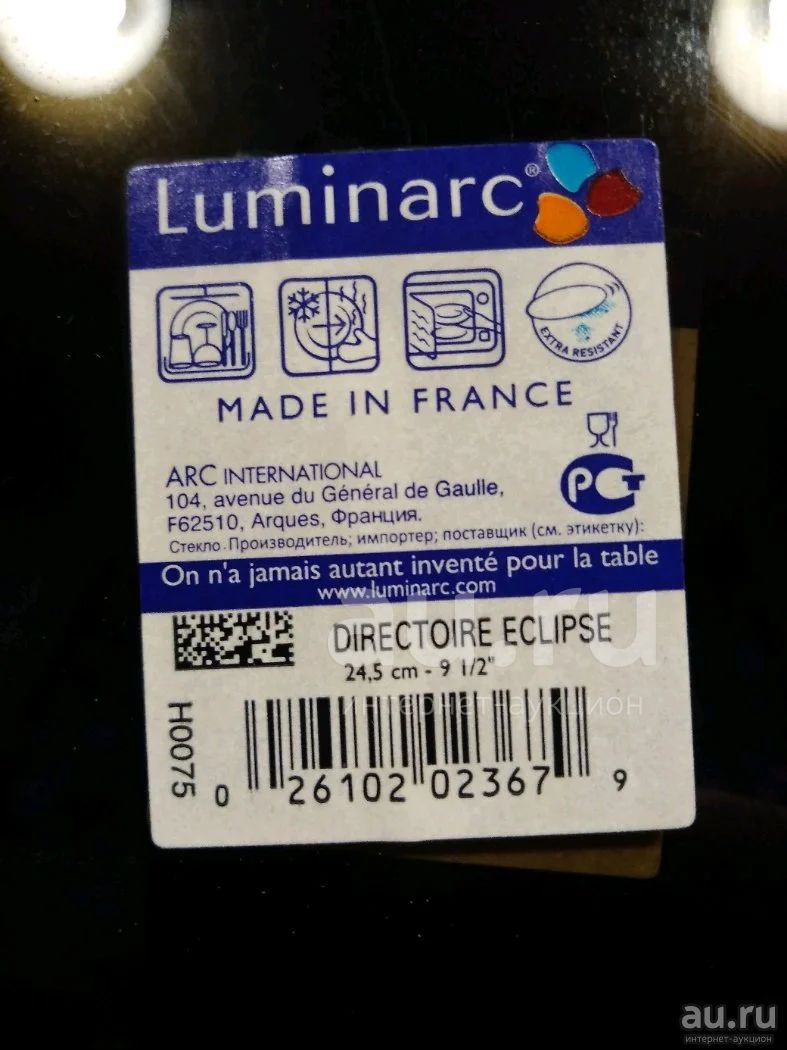 Luminarc®
EXTRA RESISTANT
MADE IN FRANCE
ARC INTERNATIONAL
104, avenue du Général de Gaulle,
F62510, Arques, Франция.
Стекло.Производитель; импортер; поставщик (см. этикетку):
On n'a jamais autant inventé pour la table
www.luminarc.com
DIRECTOIRE ECLIPSE
24,5 cm - 9 1/2"
H0075
0 26102 02367 9
au.ru
интернет-аукцион
au.ru
интернет-аукцион